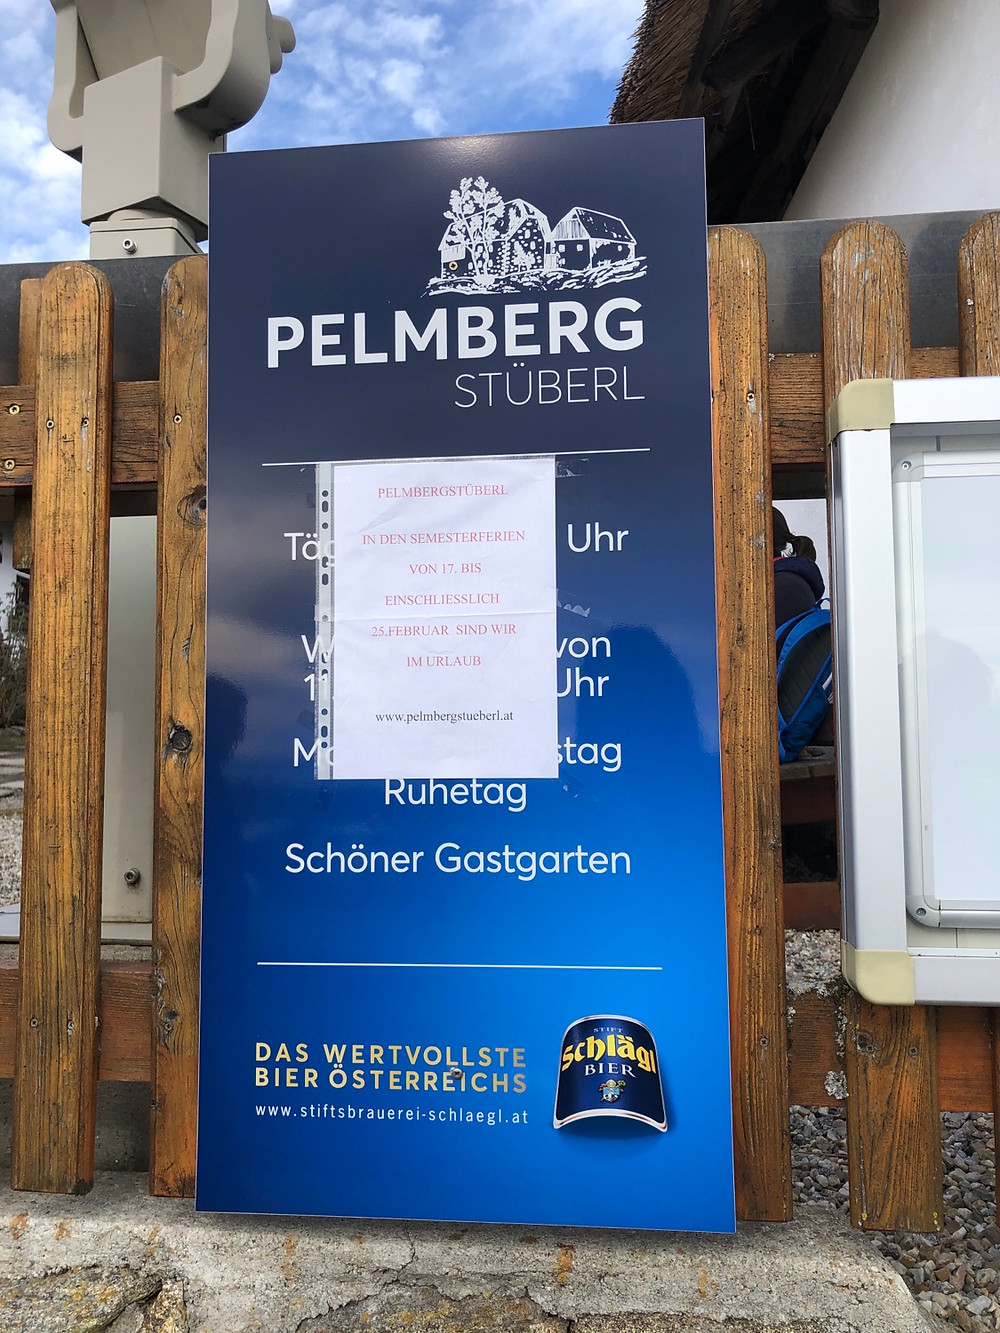 PELMBERG
STÜBERL
PELMBERGSTÜBERL
IN DEN SEMESTERFERIEN
VON 17. BIS
EINSCHLIESSLICH
25.FEBRUAR SIND WIR
IM URLAUB
www.pelmbergstueberl.at
Uhr
von
Uhr
Ruhetag
Schöner Gastgarten
DAS WERTVOLLSTE
BIER ÖSTERREICHS
www.stiftsbrauerei-schlaegl.at
STIFT
Schlägl
BIER